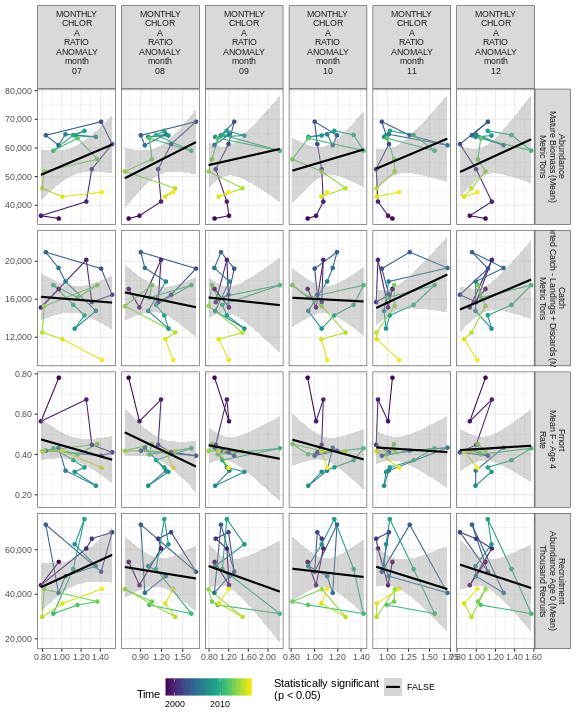 MONTHLY CHLOR A RATIO ANOMALY month 07
MONTHLY CHLOR A RATIO ANOMALY month 08
MONTHLY CHLOR A RATIO ANOMALY month 09
MONTHLY CHLOR A RATIO ANOMALY month 10
MONTHLY CHLOR A RATIO ANOMALY month 11
MONTHLY CHLOR A RATIO ANOMALY month 12
80,000
70,000
60,000
50,000
40,000
Abundance
Mature Biomass (Mean)
Metric Tons
20,000
16,000
12,000
Catch
rted Catch - Landings + Discards (M
Metric Tons
0.80
0.60
0.40
0.20
Fmort
Mean F - Age 4
Rate
60,000
40,000
20,000
Recruitment
Abundance Age 0 (Mean)
Thousand Recruits
0.80 1.00 1.20 1.40
0.90 1.20 1.50
0.80 1.20 1.60 2.00
0.80 1.00 1.20 1.40
1.00 1.25 1.50
1.00 1.20 1.40 1.60
Time
2000 2010
Statistically significant
(p < 0.05)
FALSE